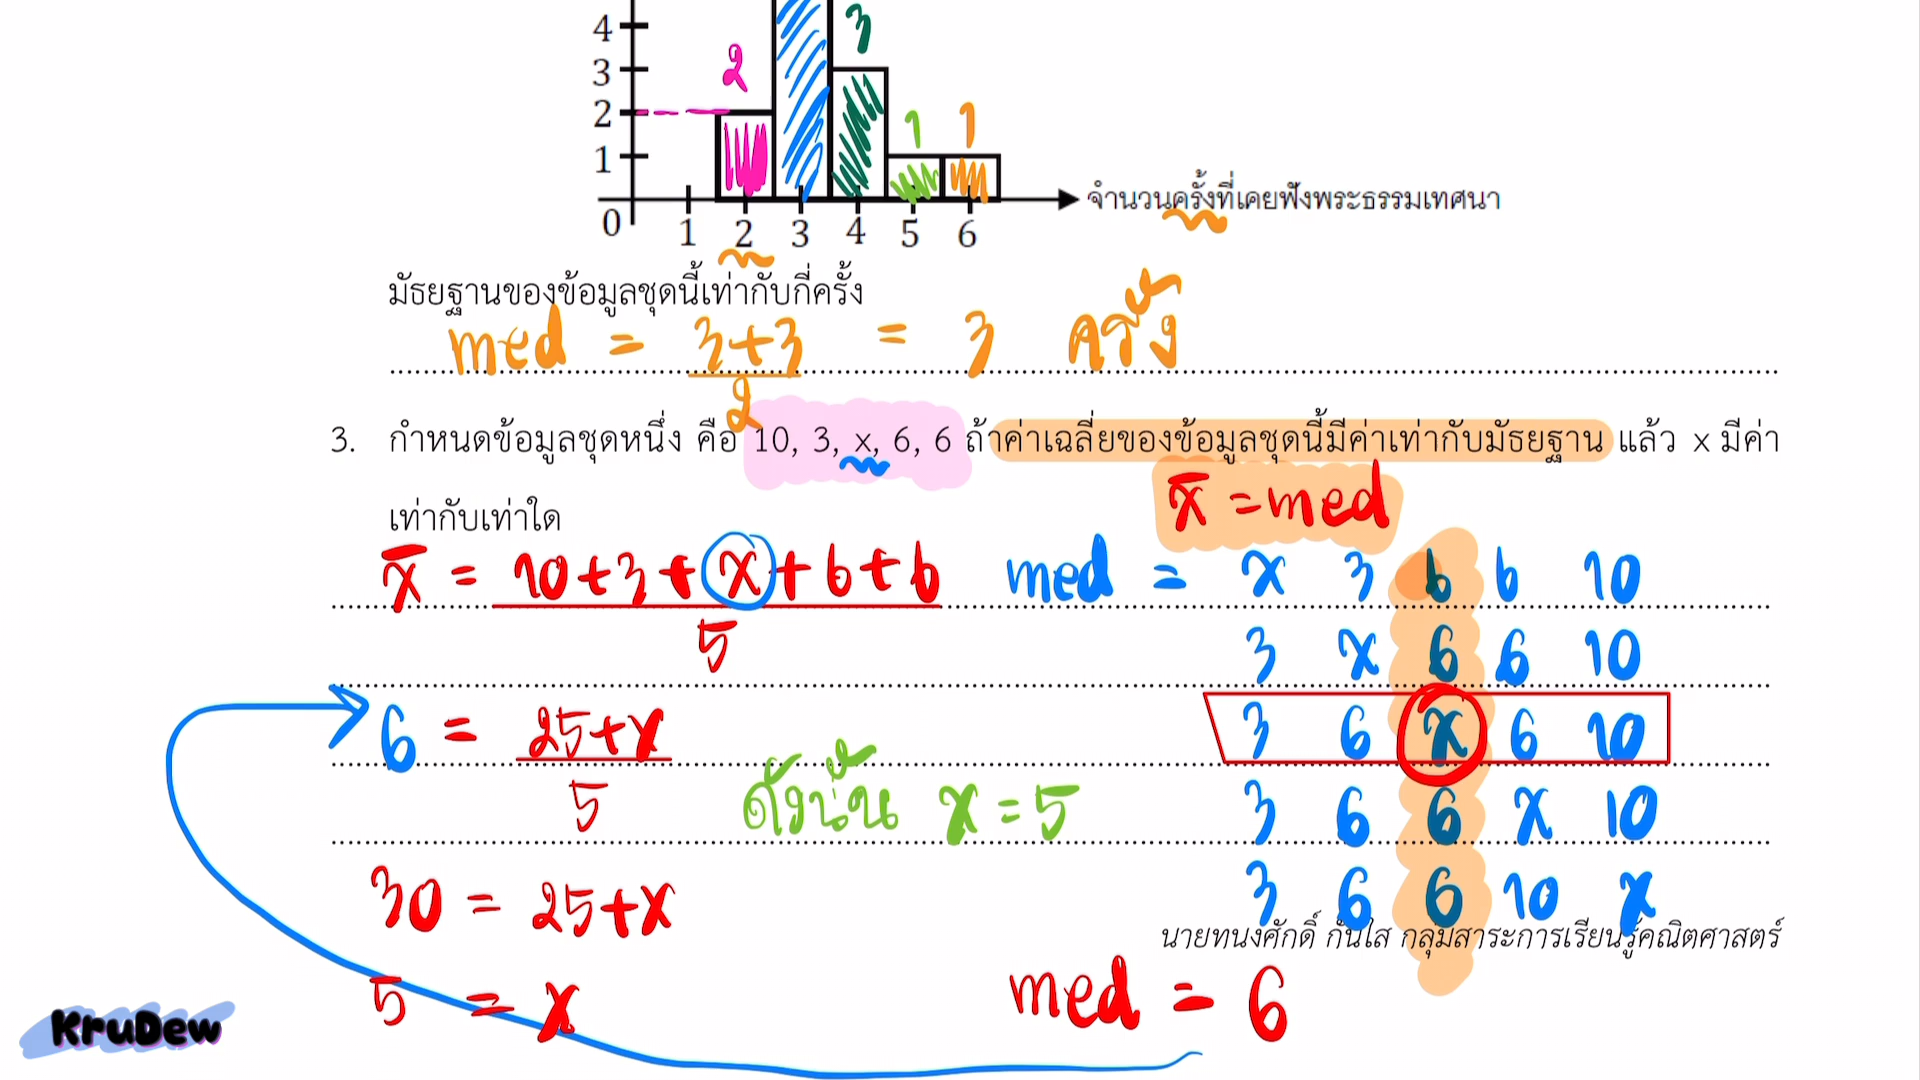 4
3
3
2
2
1
1
1
0
1 2 3 4 5 6
จำนวนครั้งที่เคยฟังพระธรรมเทศนา
มัธยฐานของข้อมูลชุดนี้เท่ากับกี่ครั้ง
med = 3+3 = 3 ครั้ง
2
3. กำหนดข้อมูลชุดหนึ่ง คือ 10, 3, x, 6, 6 ถ้าค่าเฉลี่ยของข้อมูลชุดนี้มีค่าเท่ากับมัธยฐาน แล้ว x มีค่า
เท่ากับเท่าใด
x̄ = med
x̄ = 10+3+x+6+6
5
med = x 3 6 6 10
3 x 6 6 10
6 = 25+x
5
3 6 x 6 10
ดังนั้น x = 5
3 6 6 x 10
30 = 25+x
3 6 6 10 x
นายทนงศักดิ์ กันใส กลุ่มสาระการเรียนรู้คณิตศาสตร์
5 = x
med = 6
KruDew